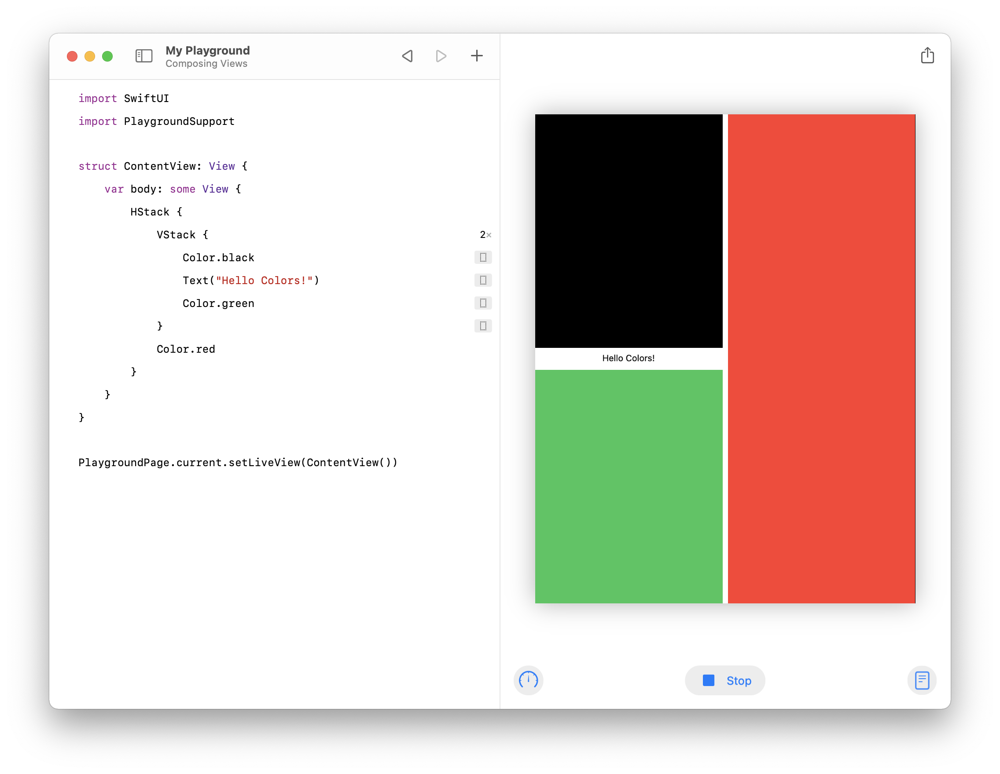 My Playground
Composing Views
import SwiftUI
import PlaygroundSupport
struct ContentView: View {
var body: some View {
HStack {
VStack {
2×
Color.black
Text("Hello Colors!")
Color.green
}
Color.red
}
}
}
PlaygroundPage.current.setLiveView(ContentView())
Hello Colors!
Stop